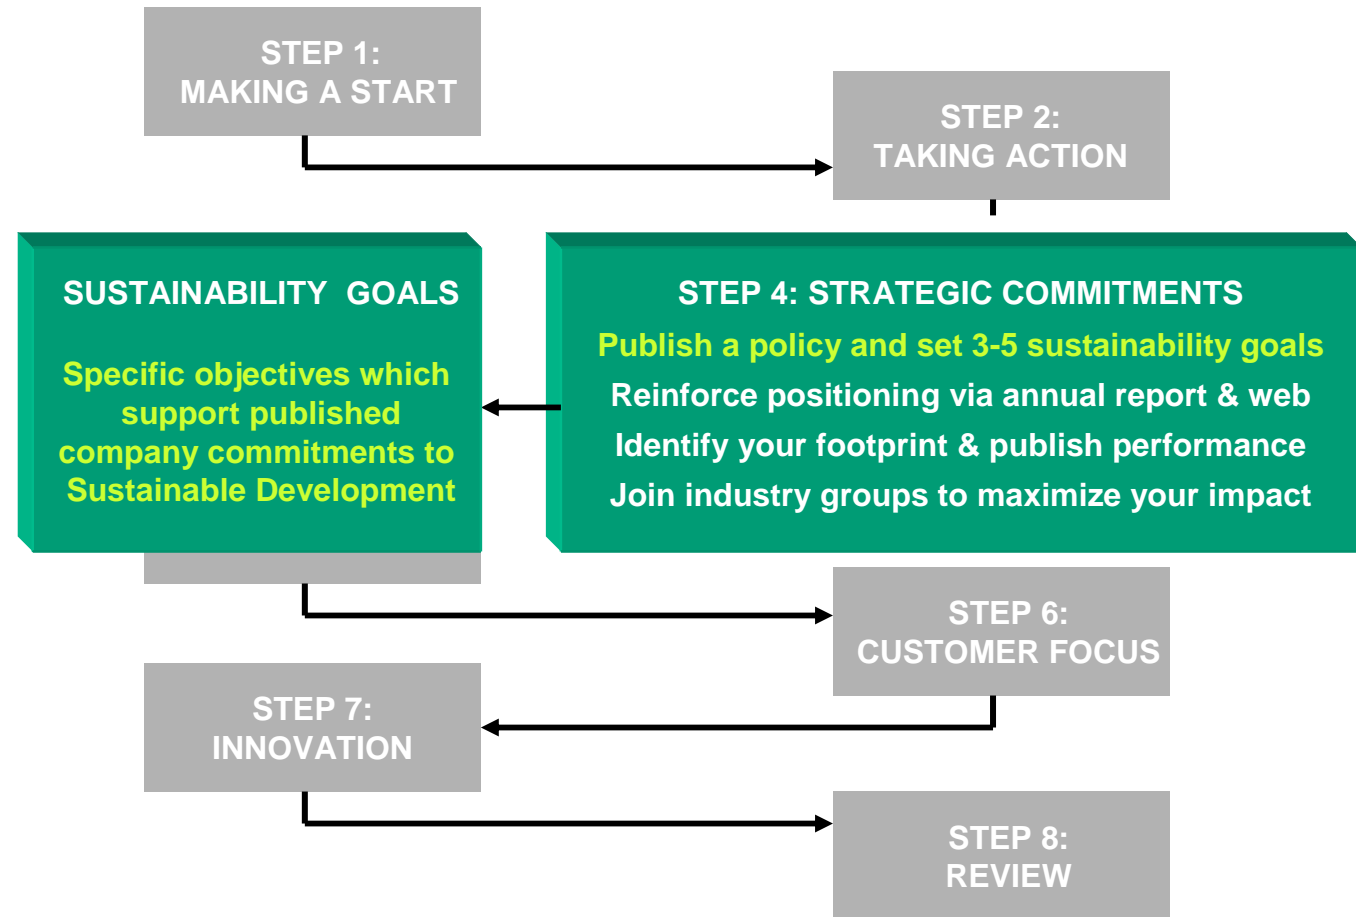 STEP 1:
MAKING A START
STEP 2:
TAKING ACTION
SUSTAINABILITY GOALS
Specific objectives which
support published
company commitments to
Sustainable Development
STEP 4: STRATEGIC COMMITMENTS
Publish a policy and set 3-5 sustainability goals
Reinforce positioning via annual report & web
Identify your footprint & publish performance
Join industry groups to maximize your impact
STEP 6:
CUSTOMER FOCUS
STEP 7:
INNOVATION
STEP 8:
REVIEW